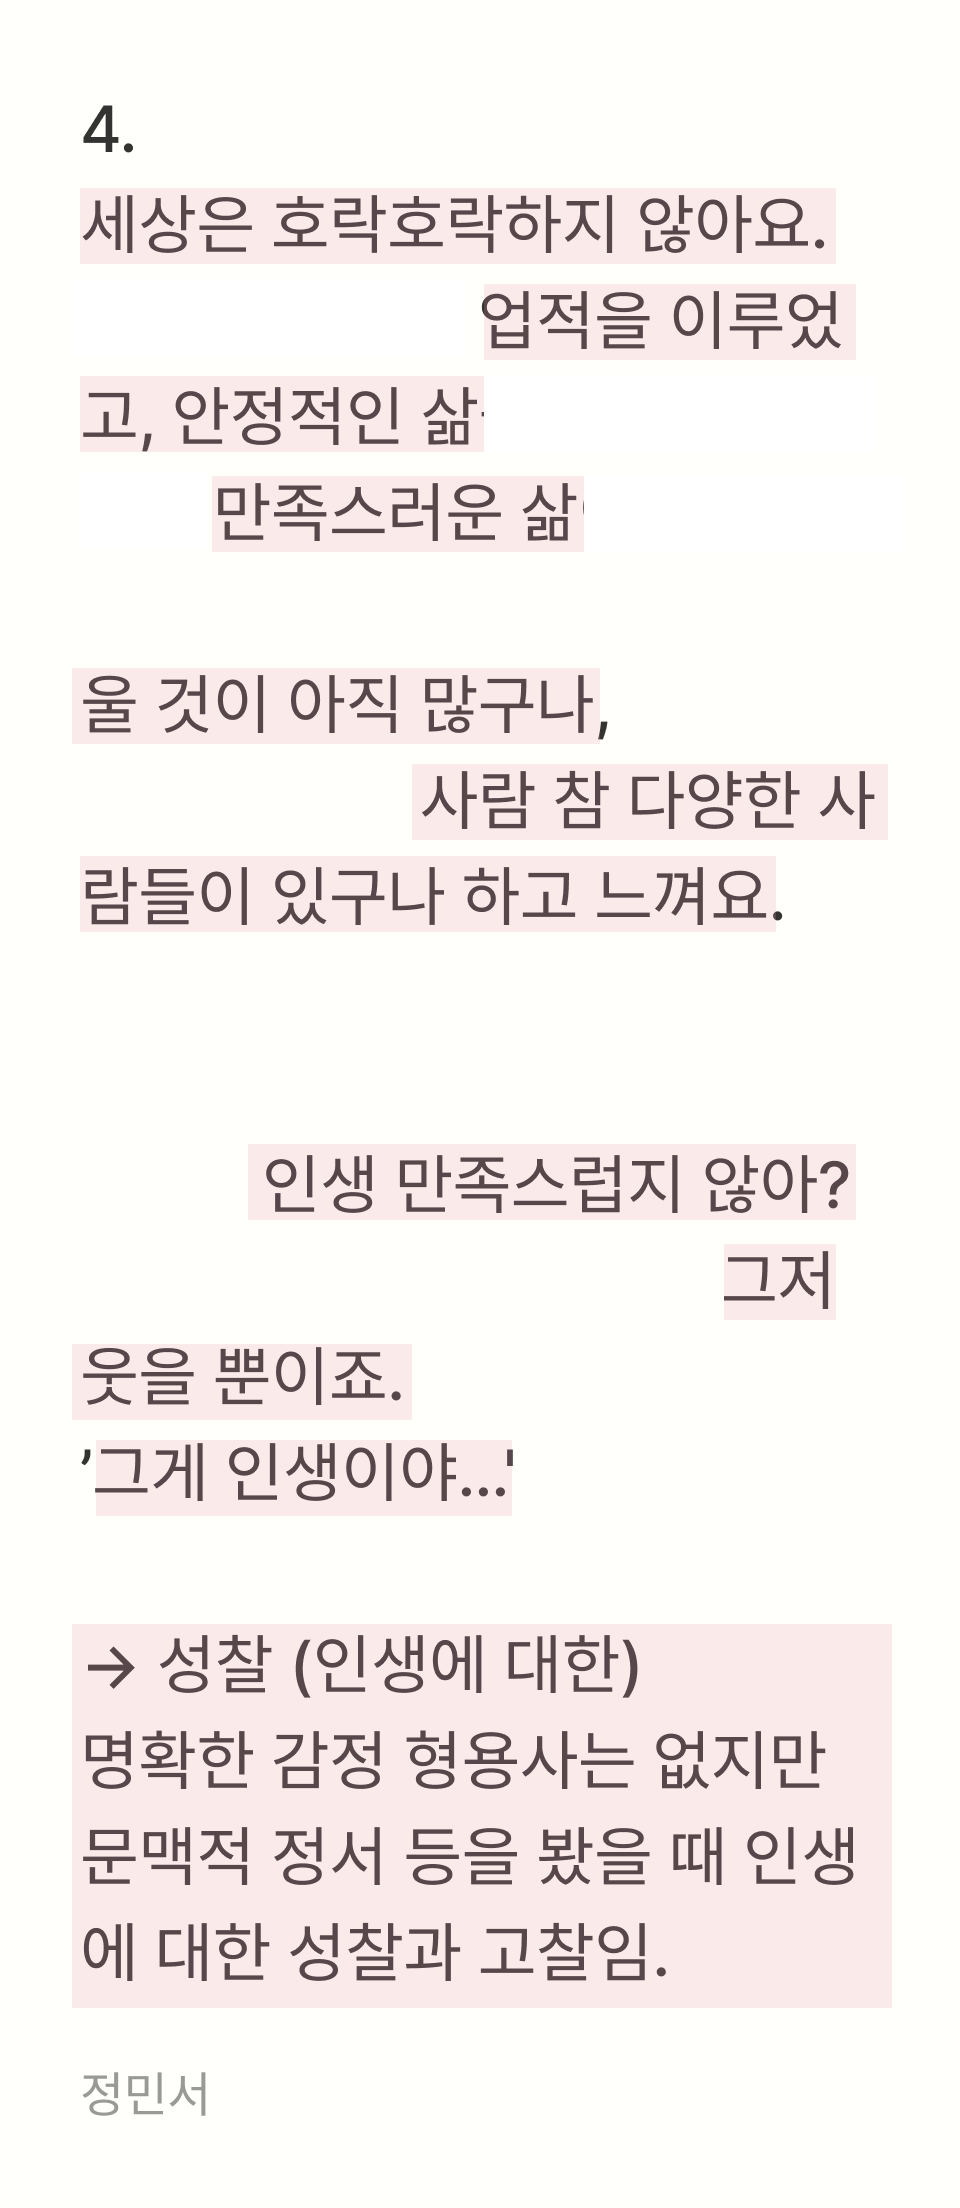 4.
세상은 호락호락하지 않아요.
업적을 이루었
고, 안정적인 삶
만족스러운 삶
울 것이 아직 많구나,
사람 참 다양한 사
람들이 있구나 하고 느껴요.
인생 만족스럽지 않아?
그저
웃을 뿐이죠.
’그게 인생이야...'
→ 성찰 (인생에 대한)
명확한 감정 형용사는 없지만
문맥적 정서 등을 봤을 때 인생
에 대한 성찰과 고찰임.
정민서